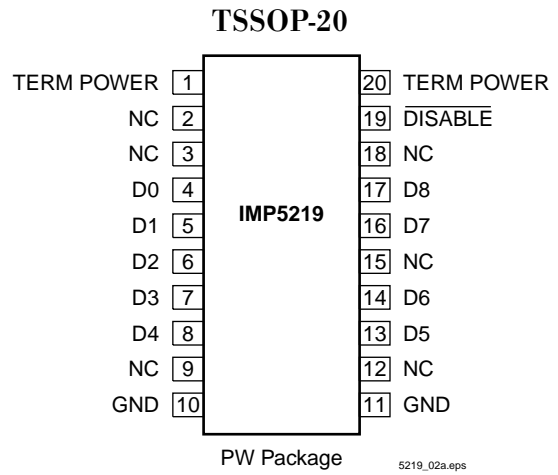 TSSOP-20
TERM POWER 1 20 TERM POWER
NC 2 19 DISABLE
NC 3 18 NC
D0 4 17 D8
D1 5 IMP5219 16 D7
D2 6 15 NC
D3 7 14 D6
D4 8 13 D5
NC 9 12 NC
GND 10 11 GND
PW Package
5219_02a.eps